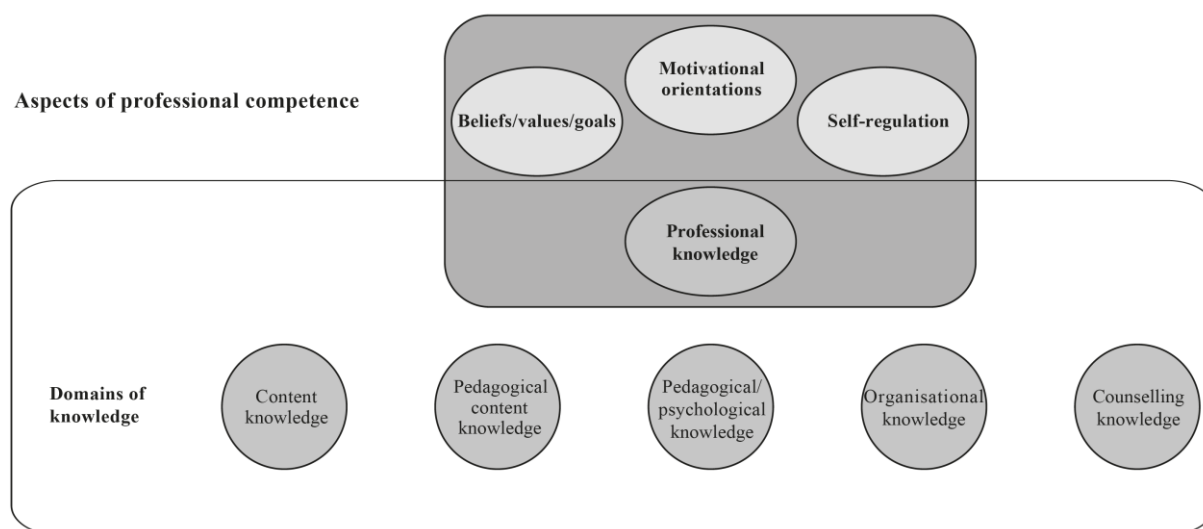 Motivational
orientations
Aspects of professional competence
Beliefs/values/goals
Self-regulation
Professional
knowledge
Domains of
knowledge
Content
knowledge
Pedagogical
content
knowledge
Pedagogical/
psychological
knowledge
Organisational
knowledge
Counselling
knowledge